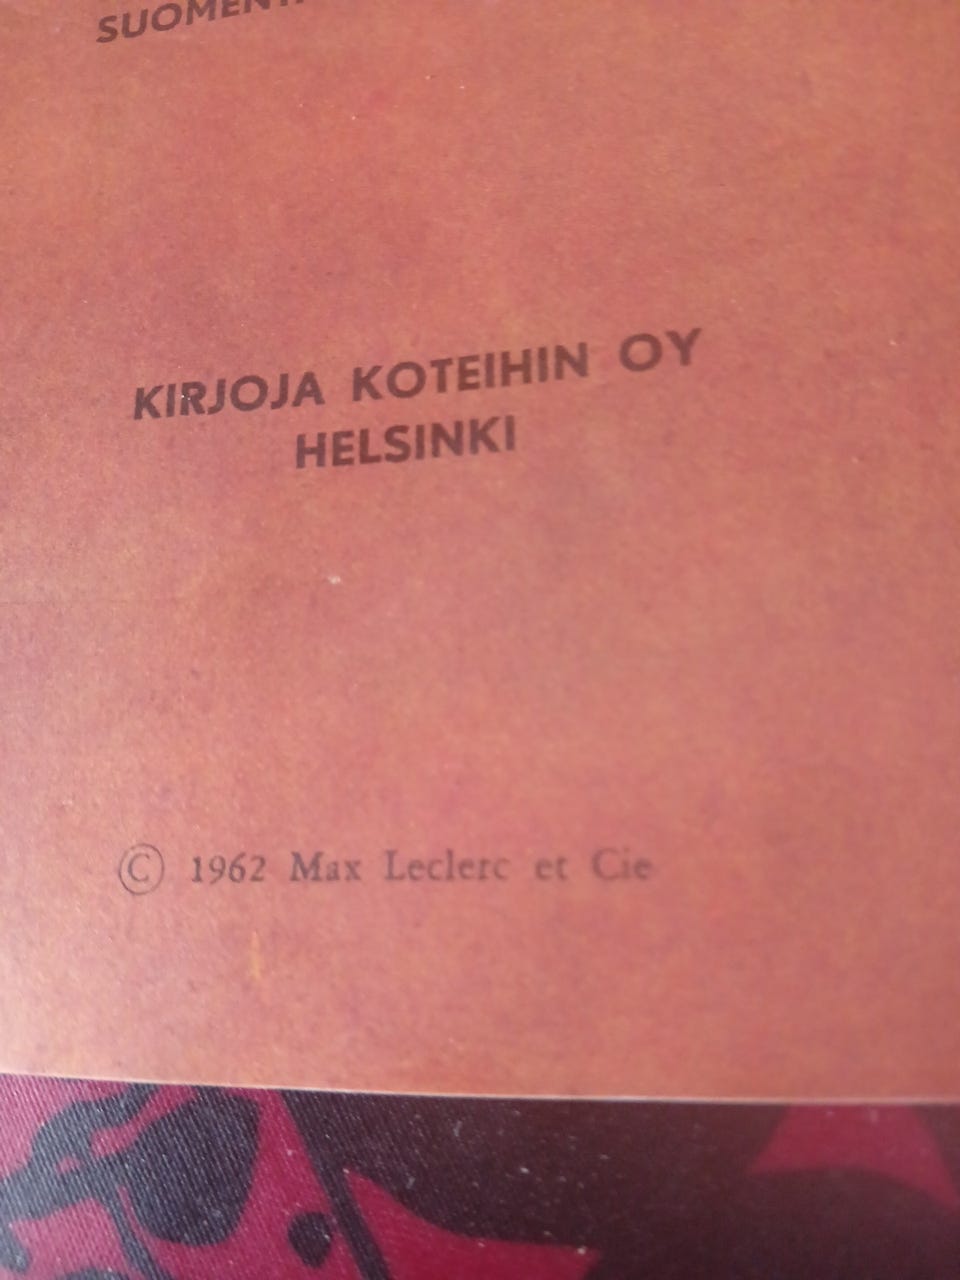 KIRJOJA KOTEIHIN OY
HELSINKI
© 1962 Max Leclerc et Cie